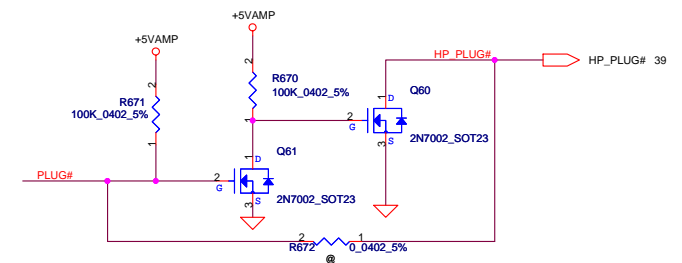 +5VAMP
+5VAMP
HP_PLUG#
HP_PLUG# 39
2
2
R671
100K_0402_5%
R670
100K_0402_5%
1
1
1
D
Q60
2
G
2N7002_SOT23
3
S
1
D
Q61
PLUG#
2
G
2N7002_SOT23
3
S
2
1
R672
0_0402_5%
@